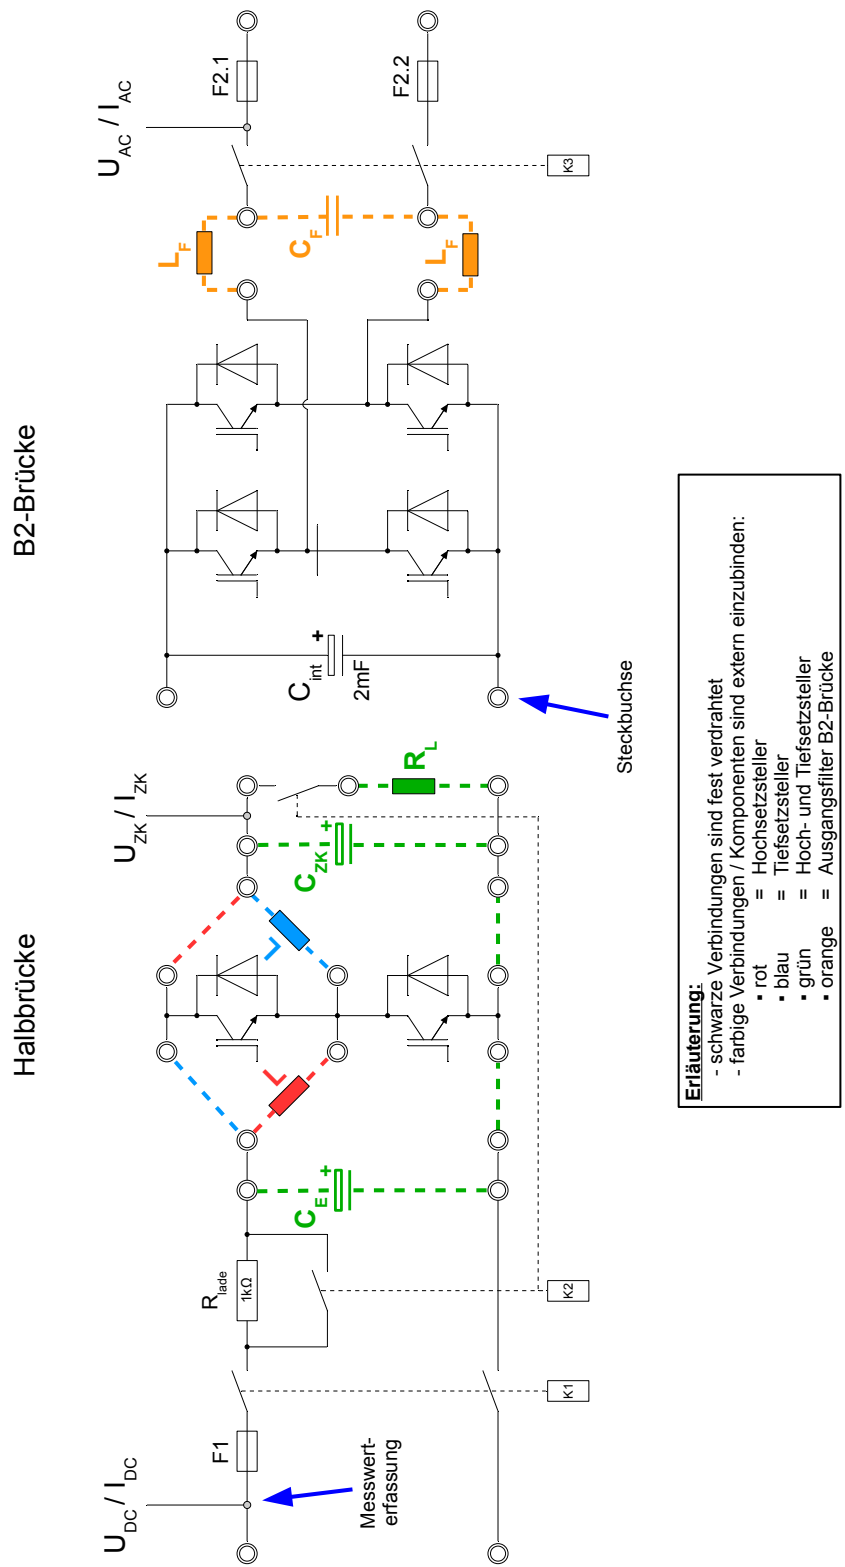 Halbbrücke
B2-Brücke
U_DC / I_DC
F1
Messwert-
erfassung
K1
R_lade
1kΩ
K2
C_E
+
L
L
C_ZK
+
U_ZK / I_ZK
R_L
Steckbuchse
C_int
+
2mF
L_F
C_F
L_F
K3
U_AC / I_AC
F2.1
F2.2
Erläuterung:
- schwarze Verbindungen sind fest verdrahtet
- farbige Verbindungen / Komponenten sind extern einzubinden:
▪ rot = Hochsetzsteller
▪ blau = Tiefsetzsteller
▪ grün = Hoch- und Tiefsetzsteller
▪ orange = Ausgangsfilter B2-Brücke